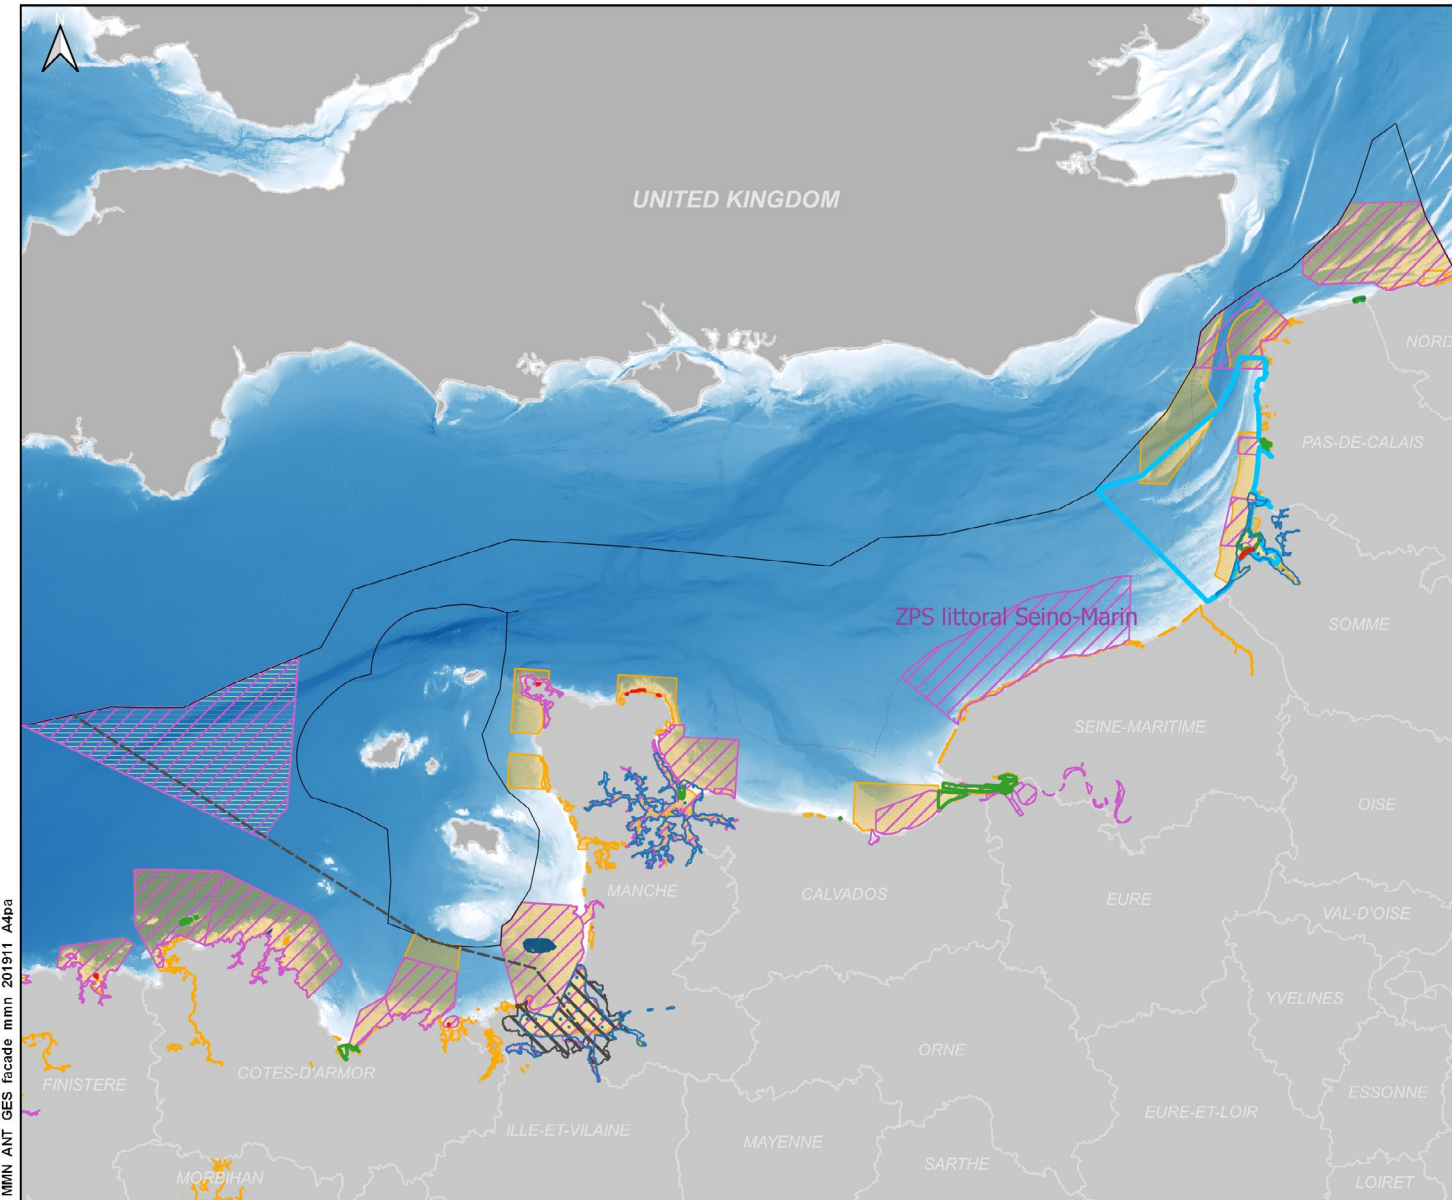 N
UNITED KINGDOM
NORD
PAS-DE-CALAIS
ZPS littoral Seino-Marin
SOMME
SEINE-MARITIME
OISE
MANCHE
CALVADOS
EURE
VAL-D'OISE
YVELINES
ORNE
FINISTERE
COTES-D'ARMOR
ESSONNE
EURE-ET-LOIR
ILLE-ET-VILAINE
MAYENNE
SARTHE
MORBIHAN
LOIRET
MMN ANT GES facade mmn 201911 A4pa